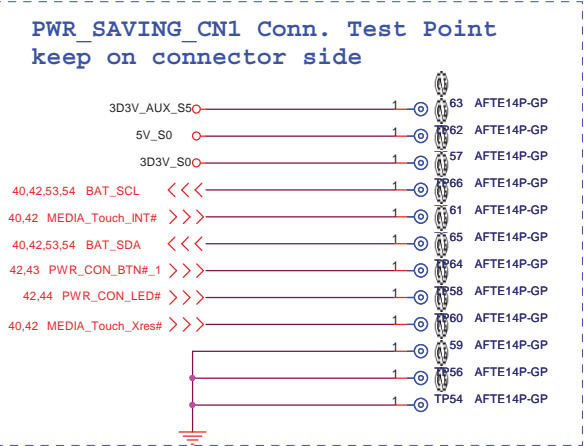 PWR_SAVING_CN1 Conn. Test Point
keep on connector side
3D3V_AUX_S5 1 63 AFTE14P-GP
5V_S0 1 TP62 AFTE14P-GP
3D3V_S0 1 57 AFTE14P-GP
40,42,53,54 BAT_SCL 1 TP66 AFTE14P-GP
40,42 MEDIA_Touch_INT# 1 61 AFTE14P-GP
40,42,53,54 BAT_SDA 1 65 AFTE14P-GP
42,43 PWR_CON_BTN#_1 1 TP64 AFTE14P-GP
42,44 PWR_CON_LED# 1 TP58 AFTE14P-GP
40,42 MEDIA_Touch_Xres# 1 TP60 AFTE14P-GP
1 59 AFTE14P-GP
1 TP56 AFTE14P-GP
1 TP54 AFTE14P-GP